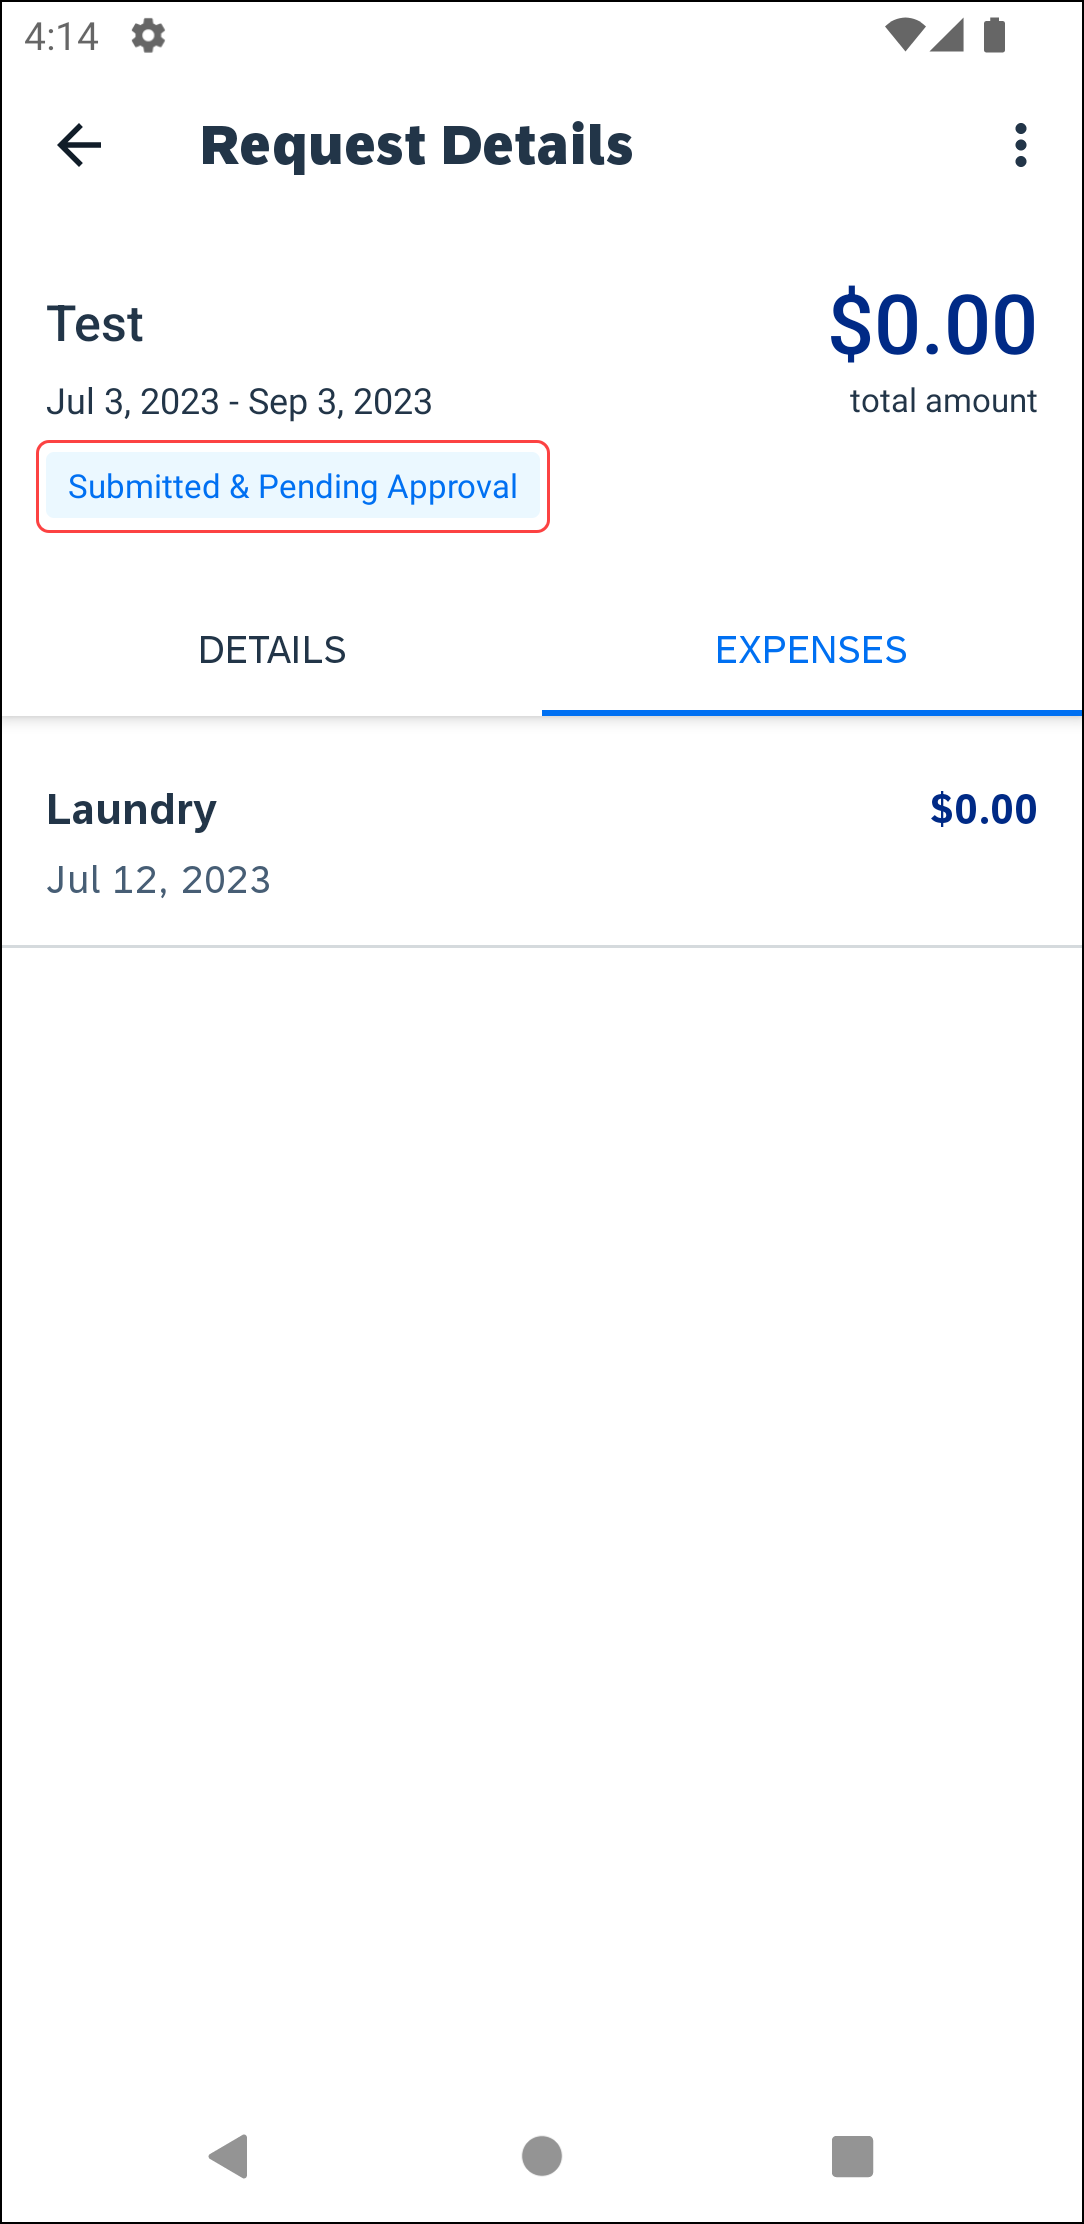 4:14
Request Details
Test
$0.00
Jul 3, 2023 - Sep 3, 2023
total amount
Submitted & Pending Approval
DETAILS
EXPENSES
Laundry
$0.00
Jul 12, 2023